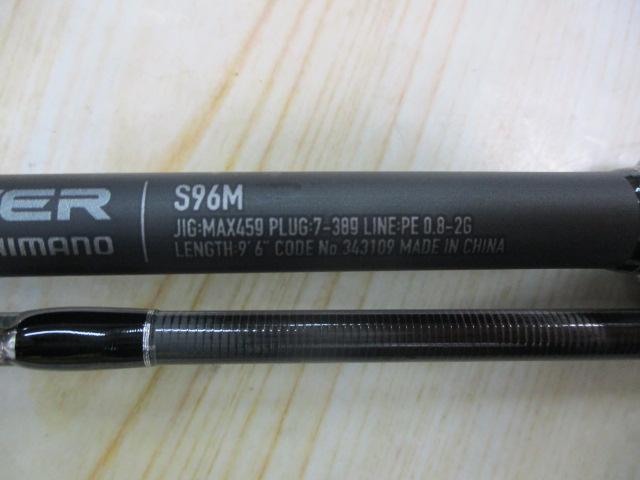 S96M
JIG:MAX45g PLUG:7-38g LINE:PE 0.8-2G
SHIMANO
LENGTH:9' 6" CODE No 343109 MADE IN CHINA